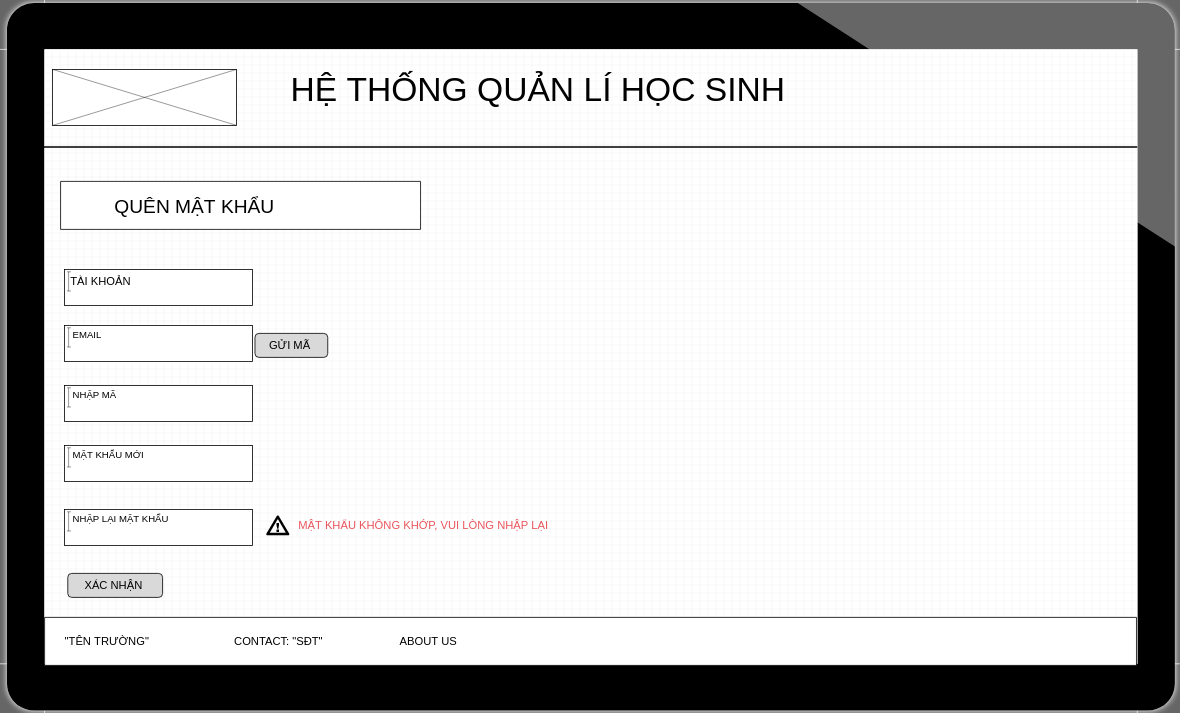 HỆ THỐNG QUẢN LÍ HỌC SINH
QUÊN MẬT KHẨU
TÀI KHOẢN
EMAIL
GỬI MÃ
NHẬP MÃ
MẬT KHẨU MỚI
NHẬP LẠI MẬT KHẨU
MẬT KHẨU KHÔNG KHỚP, VUI LÒNG NHẬP LẠI
XÁC NHẬN
"TÊN TRƯỜNG"
CONTACT: "SĐT"
ABOUT US